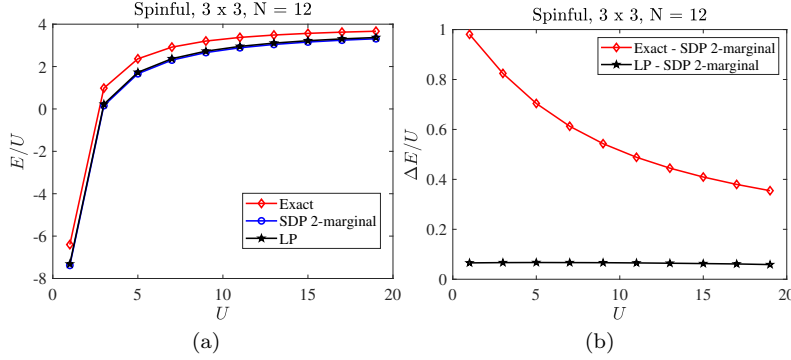 Spinful, 3 x 3, N = 12
4
2
0
-2
-4
-6
-8
E/U
Exact
SDP 2-marginal
LP
0
5
10
15
20
U
(a)
Spinful, 3 x 3, N = 12
1
0.8
0.6
0.4
0.2
0
ΔE/U
Exact - SDP 2-marginal
LP - SDP 2-marginal
0
5
10
15
20
U
(b)